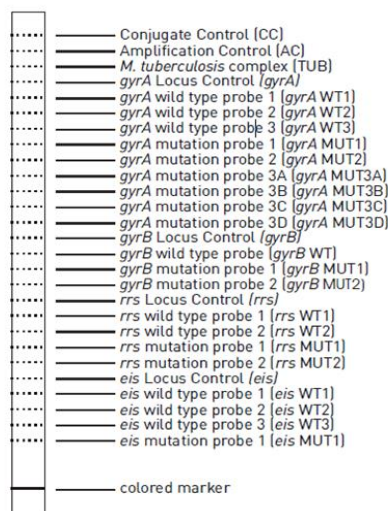 Conjugate Control (CC)
Amplification Control (AC)
M. tuberculosis complex (TUB)
gyrA Locus Control (gyrA)
gyrA wild type probe 1 (gyrA WT1)
gyrA wild type probe 2 (gyrA WT2)
gyrA wild type probe 3 (gyrA WT3)
gyrA mutation probe 1 (gyrA MUT1)
gyrA mutation probe 2 (gyrA MUT2)
gyrA mutation probe 3A (gyrA MUT3A)
gyrA mutation probe 3B (gyrA MUT3B)
gyrA mutation probe 3C (gyrA MUT3C)
gyrA mutation probe 3D (gyrA MUT3D)
gyrB Locus Control (gyrB)
gyrB wild type probe (gyrB WT)
gyrB mutation probe 1 (gyrB MUT1)
gyrB mutation probe 2 (gyrB MUT2)
rrs Locus Control (rrs)
rrs wild type probe 1 (rrs WT1)
rrs wild type probe 2 (rrs WT2)
rrs mutation probe 1 (rrs MUT1)
rrs mutation probe 2 (rrs MUT2)
eis Locus Control (eis)
eis wild type probe 1 (eis WT1)
eis wild type probe 2 (eis WT2)
eis wild type probe 3 (eis WT3)
eis mutation probe 1 (eis MUT1)
colored marker